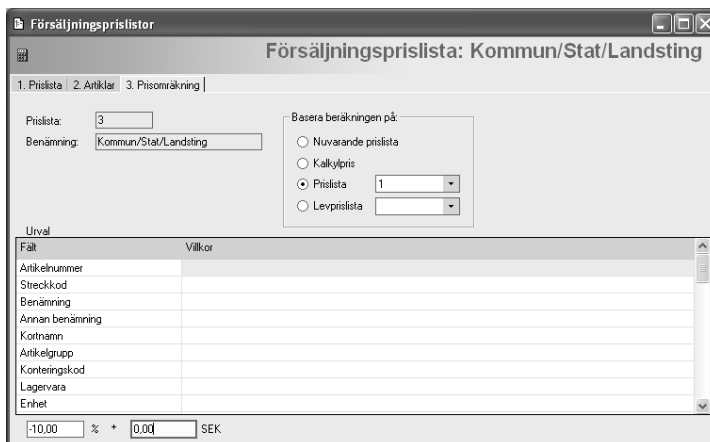 Försäljningsprislistor
Försäljningsprislista: Kommun/Stat/Landsting
1. Prislista 2. Artiklar 3. Prisomräkning
Prislista: 3
Benämning: Kommun/Stat/Landsting
Basera beräkningen på:
Nuvarande prislista
Kalkylpris
Prislista 1
Levprislista
Urval
Fält Villkor
Artikelnummer
Streckkod
Benämning
Annan benämning
Kortnamn
Artikelgrupp
Konteringskod
Lagervara
Enhet
-10,00 % + 0,00 SEK